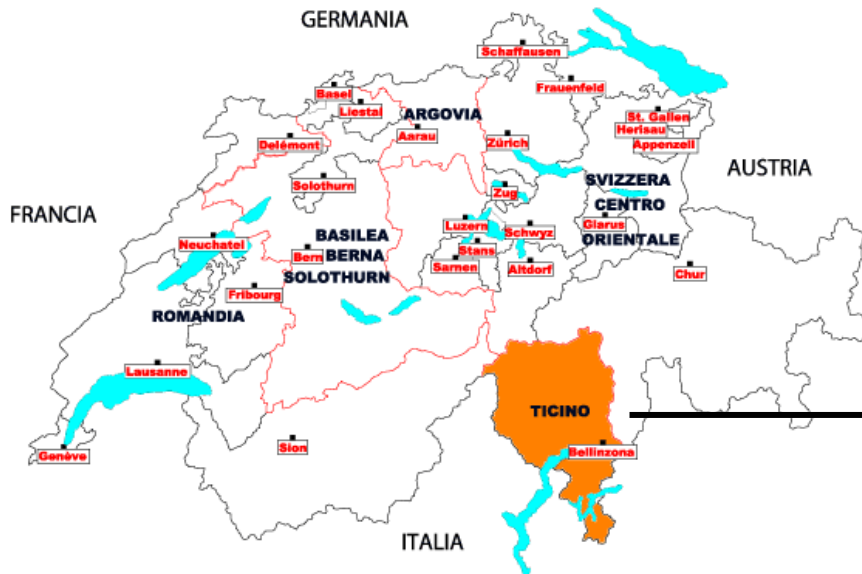 GERMANIA
Schaffausen
Basel
Frauenfeld
Liestal
ARGOVIA
St. Gallen
Herisau
Aarau
Delémont
Zürich
Appenzell
AUSTRIA
Solothurn
SVIZZERA
Zug
CENTRO
FRANCIA
Luzern
Glarus
Schwyz
BASILEA
ORIENTALE
Neuchatel
Bern
Stans
BERNA
Sarnen
Altdorf
Chur
SOLOTHURN
Fribourg
ROMANDIA
Lausanne
TICINO
Sion
Bellinzona
Genève
ITALIA